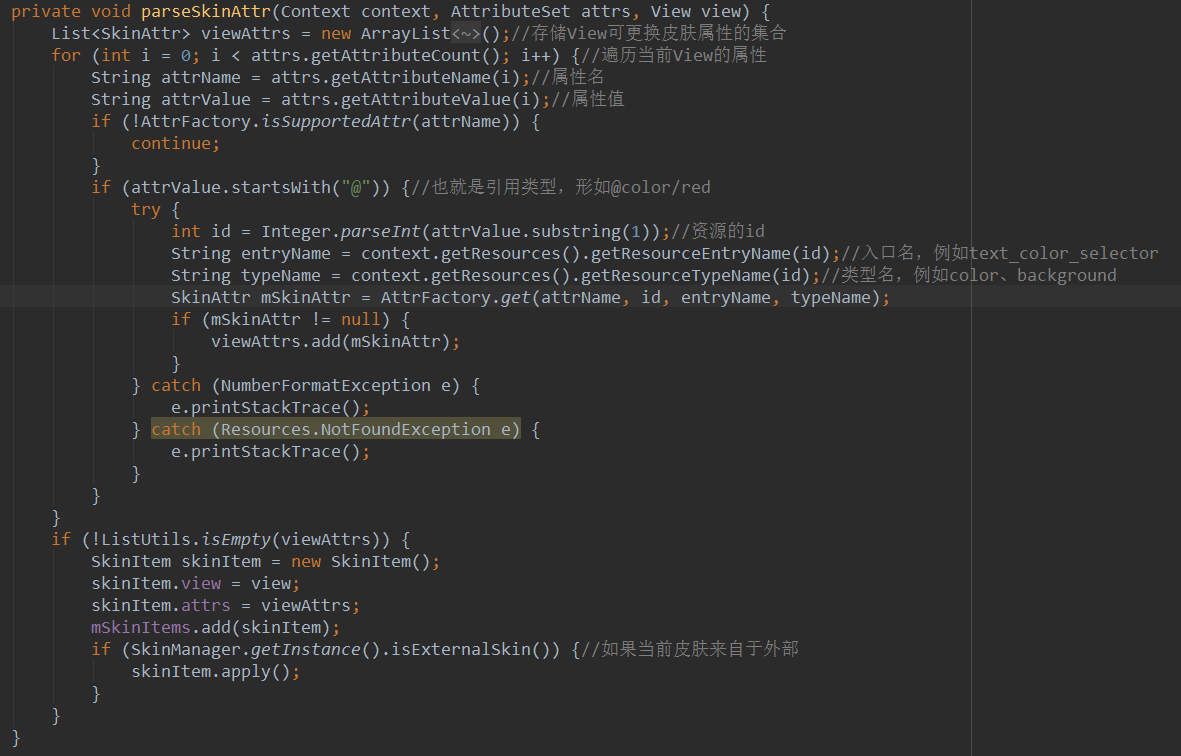 private void parseSkinAttr(Context context, AttributeSet attrs, View view) {
    List<SkinAttr> viewAttrs = new ArrayList<~>();//存储View可更换皮肤属性的集合
    for (int i = 0; i < attrs.getAttributeCount(); i++) {//遍历当前View的属性
        String attrName = attrs.getAttributeName(i);//属性名
        String attrValue = attrs.getAttributeValue(i);//属性值
        if (!AttrFactory.isSupportedAttr(attrName)) {
            continue;
        }
        if (attrValue.startsWith("@")) {//也就是引用类型，形如@color/red
            try {
                int id = Integer.parseInt(attrValue.substring(1));//资源的id
                String entryName = context.getResources().getResourceEntryName(id);//入口名，例如text_color_selector
                String typeName = context.getResources().getResourceTypeName(id);//类型名，例如color、background
                SkinAttr mSkinAttr = AttrFactory.get(attrName, id, entryName, typeName);
                if (mSkinAttr != null) {
                    viewAttrs.add(mSkinAttr);
                }
            } catch (NumberFormatException e) {
                e.printStackTrace();
            } catch (Resources.NotFoundException e) {
                e.printStackTrace();
            }
        }
    }
    if (!ListUtils.isEmpty(viewAttrs)) {
        SkinItem skinItem = new SkinItem();
        skinItem.view = view;
        skinItem.attrs = viewAttrs;
        mSkinItems.add(skinItem);
        if (SkinManager.getInstance().isExternalSkin()) {//如果当前皮肤来自于外部
            skinItem.apply();
        }
    }
}